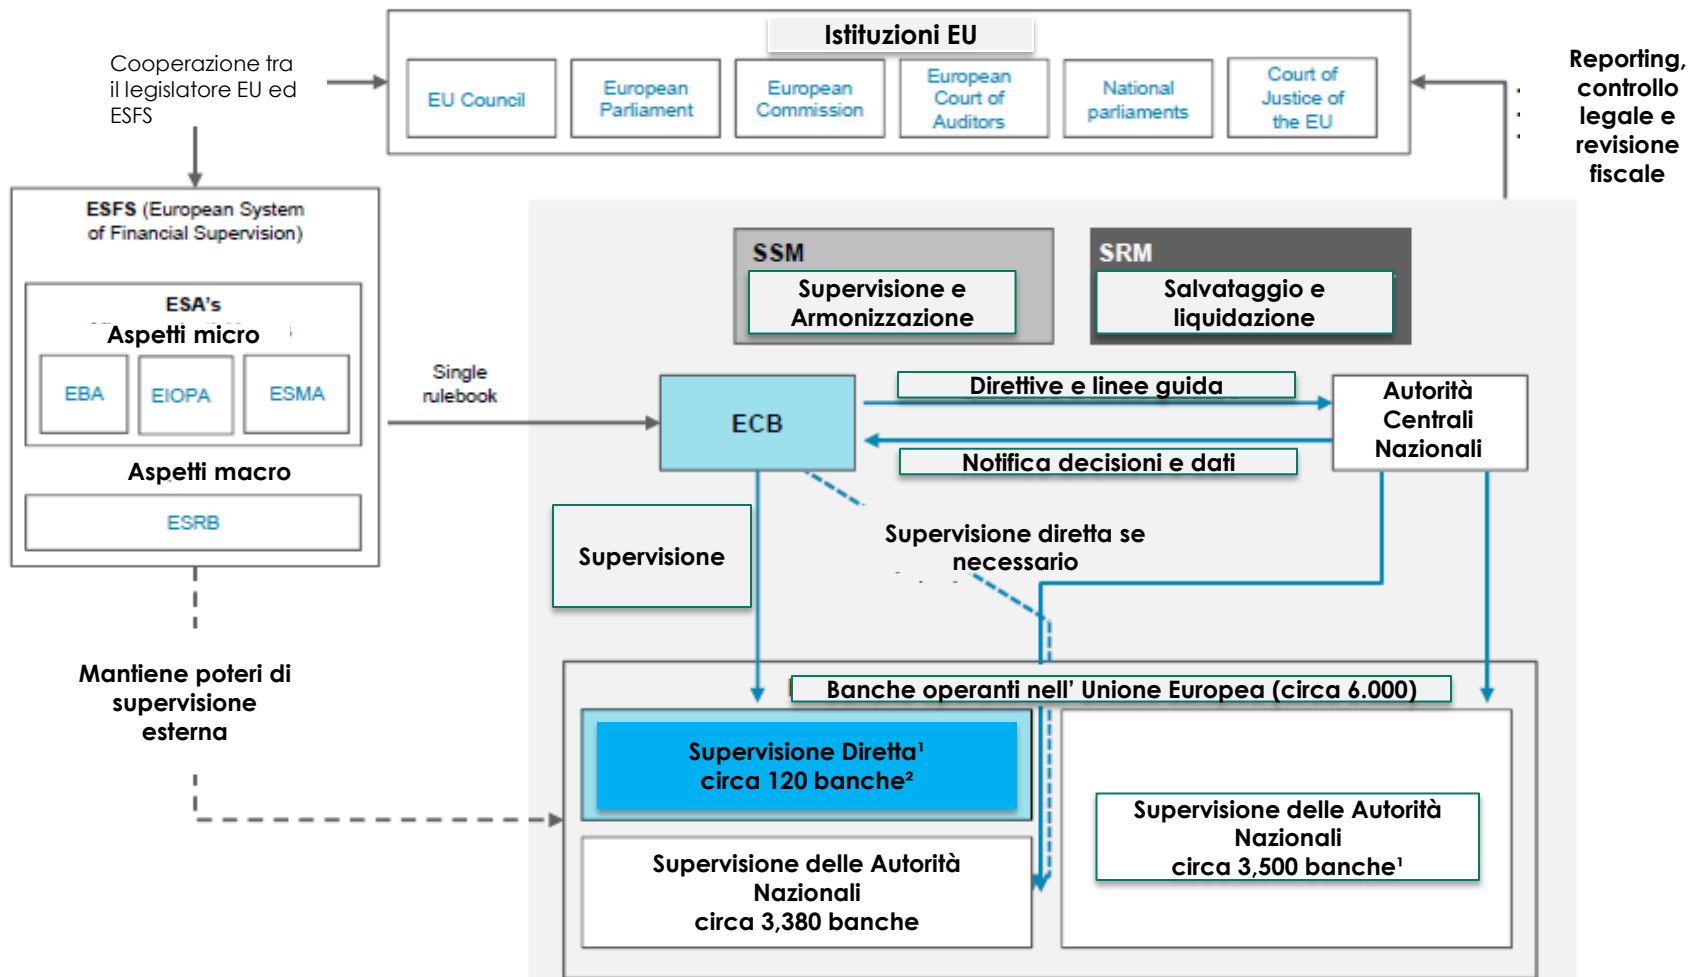 Istituzioni EU
Cooperazione tra
il legislatore EU ed
ESFS
EU Council
European
Parliament
European
Commission
European
Court of
Auditors
National
parliaments
Court of
Justice of
the EU
Reporting,
controllo
legale e
revisione
fiscale
ESFS (European System
of Financial Supervision)
ESA's
Aspetti micro
EBA
EIOPA
ESMA
Aspetti macro
ESRB
Single
rulebook
SSM
Supervisione e
Armonizzazione
SRM
Salvataggio e
liquidazione
ECB
Direttive e linee guida
Notifica decisioni e dati
Autorità
Centrali
Nazionali
Supervisione
Supervisione diretta se
necessario
Mantiene poteri di
supervisione
esterna
Banche operanti nell' Unione Europea (circa 6.000)
Supervisione Diretta¹
circa 120 banche²
Supervisione delle Autorità
Nazionali
circa 3,380 banche
Supervisione delle Autorità
Nazionali
circa 3,500 banche¹